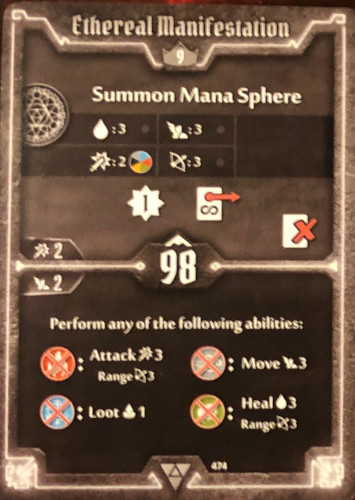 Ethereal Manifestation
9
Summon Mana Sphere
:3 :3
:2 :3
1
2
98
2
Perform any of the following abilities:
: Attack 3 : Move 3
Range 3
: Loot 1 : Heal 3
Range 3
474